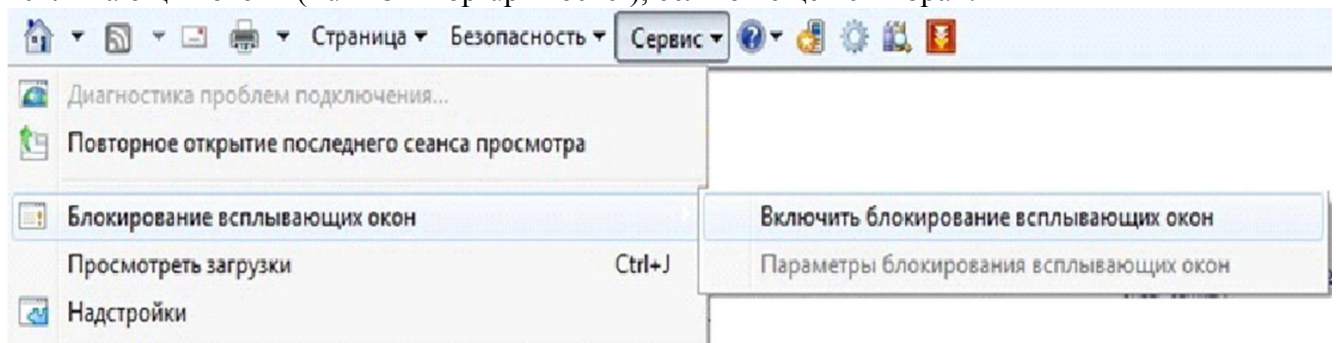 Страница Безопасность Сервис
Диагностика проблем подключения...
Повторное открытие последнего сеанса просмотра
Блокирование всплывающих окон
Включить блокирование всплывающих окон
Просмотреть загрузки Ctrl+J
Параметры блокирования всплывающих окон
Надстройки